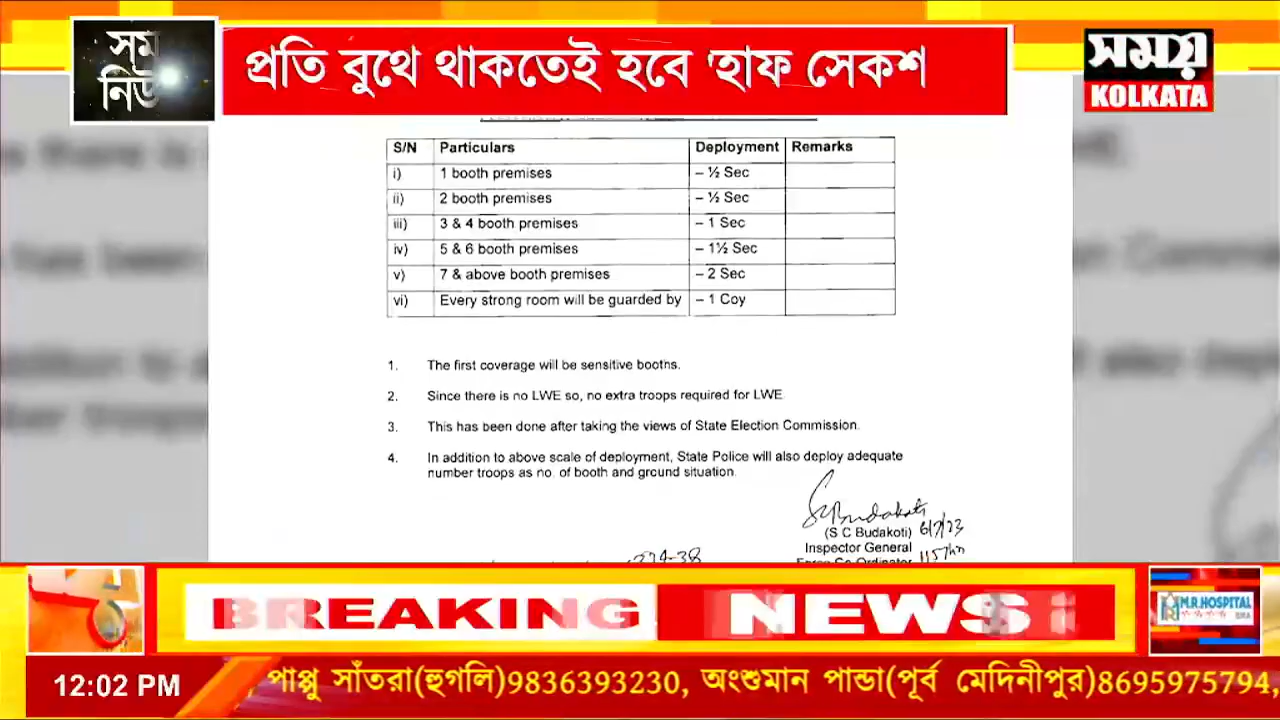 সম
নিউ
প্রতি বুথে থাকতেই হবে 'হাফ সেকশ
সময়
KOLKATA
S/N Particulars Deployment Remarks
i) 1 booth premises – ½ Sec
ii) 2 booth premises – ½ Sec
iii) 3 & 4 booth premises – 1 Sec
iv) 5 & 6 booth premises – 1½ Sec
v) 7 & above booth premises – 2 Sec
vi) Every strong room will be guarded by – 1 Coy
1. The first coverage will be sensitive booths.
2. Since there is no LWE so, no extra troops required for LWE
3. This has been done after taking the views of State Election Commission.
4. In addition to above scale of deployment, State Police will also deploy adequate
number troops as no. of booth and ground situation.
(S C Budakoti) 6/7/23
Inspector General
BREAKING NEWS
M.R.HOSPITAL
12:02 PM পাপ্পু সাঁতরা(হুগলি)9836393230, অংশুমান পান্ডা(পূর্ব মেদিনীপুর)8695975794,